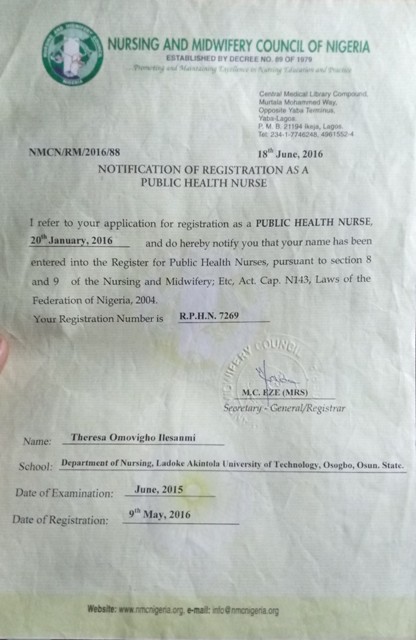 NURSING AND MIDWIFERY COUNCIL OF NIGERIA
ESTABLISHED BY DECREE NO. 89 OF 1979
Promoting and Maintaining Excellence in Nursing Education and Practice
Central Medical Library Compound,
Murtala Mohammed Way,
Opposite Yaba Terminus,
Yaba-Lagos.
P. M. B. 21194 Ikeja, Lagos.
Tel: 234-1-7746248, 4961552-4
NMCN/RM/2016/88
18th June, 2016
NOTIFICATION OF REGISTRATION AS A
PUBLIC HEALTH NURSE
I refer to your application for registration as a PUBLIC HEALTH NURSE,
20th January, 2016 and do hereby notify you that your name has been
entered into the Register for Public Health Nurses, pursuant to section 8
and 9 of the Nursing and Midwifery; Etc, Act. Cap. N143, Laws of the
Federation of Nigeria, 2004.
Your Registration Number is R.P.H.N. 7269
WIFERY COUNCIL
M.C. EZE (MRS)
Secretary - General/Registrar
Name: Theresa Omovigho Ilesanmi
School: Department of Nursing, Ladoke Akintola University of Technology, Osogbo, Osun. State.
Date of Examination: June, 2015
Date of Registration: 9th May, 2016
Website: www.nmcnigeria.org, e-mail: info@nmcnigeria.org